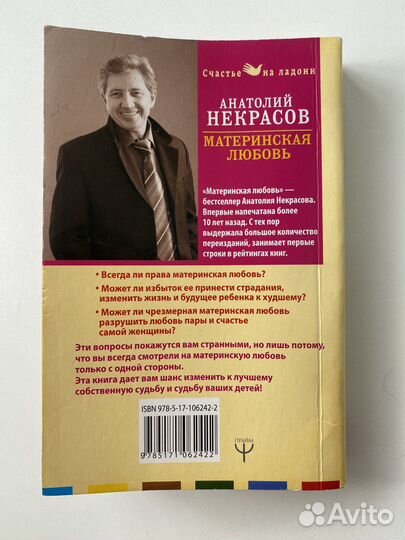 Счастье на ладони
АНАТОЛИЙ
НЕКРАСОВ
МАТЕРИНСКАЯ
ЛЮБОВЬ
«Материнская любовь» —
бестселлер Анатолия Некрасова.
Впервые напечатана более
10 лет назад. С тех пор
выдержала большое количество
переизданий, занимает первые
строки в рейтингах книг.
• Всегда ли права материнская любовь?
• Может ли избыток ее принести страдания,
изменить жизнь и будущее ребенка к худшему?
• Может ли чрезмерная материнская любовь
разрушить любовь пары и счастье
самой женщины?
Эти вопросы покажутся вам странными, но лишь потому,
что вы всегда смотрели на материнскую любовь
только с одной стороны.
Эта книга дает вам шанс изменить к лучшему
собственную судьбу и судьбу ваших детей!
ISBN 978-5-17-106242-2
9 785171 062422
ПРАЙМ
Avito